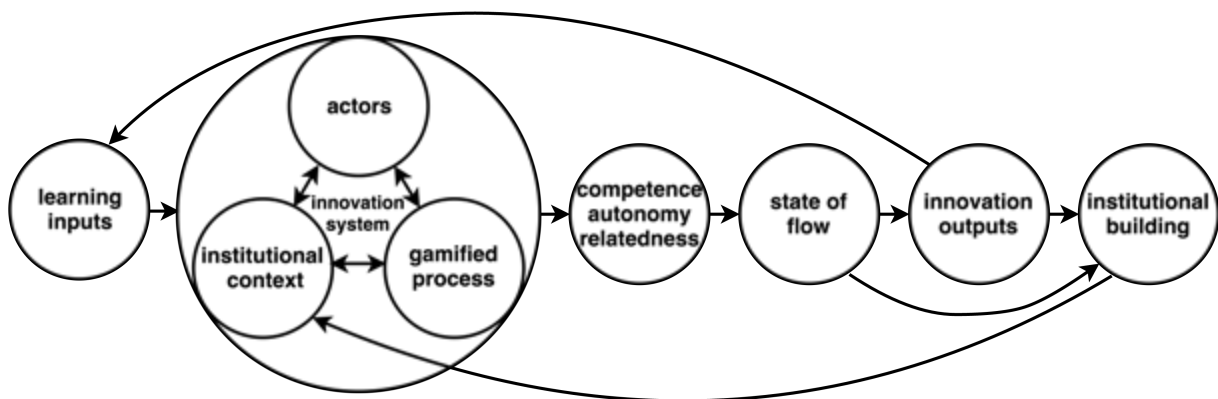 actors
learning
inputs
innovation
system
institutional
context
gamified
process
competence
autonomy
relatedness
state of
flow
innovation
outputs
institutional
building